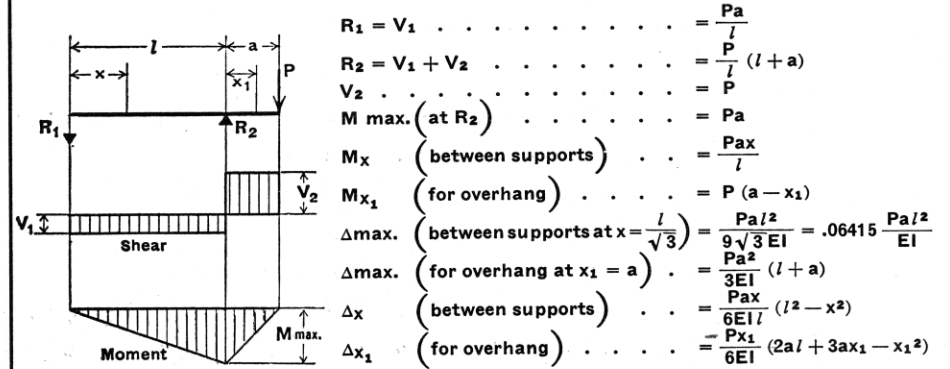 l
a
x
x₁
P
R₁
R₂
V₂
V₁
Shear
M max.
Moment
R₁ = V₁ . . . . . . . . . = Pa/l
R₂ = V₁ + V₂ . . . . . . . = P/l (l + a)
V₂ . . . . . . . . . . . = P
M max. (at R₂) . . . . . . = Pa
Mx (between supports) . . = Pax/l
Mx₁ (for overhang) . . . . = P (a − x₁)
Δmax. (between supports at x = l/√3) = Pal²/9√3 EI = .06415 Pal²/EI
Δmax. (for overhang at x₁ = a) . = Pa²/3EI (l + a)
Δx (between supports) . . = Pax/6EIl (l² − x²)
Δx₁ (for overhang) . . . . = Px₁/6EI (2al + 3ax₁ − x₁²)